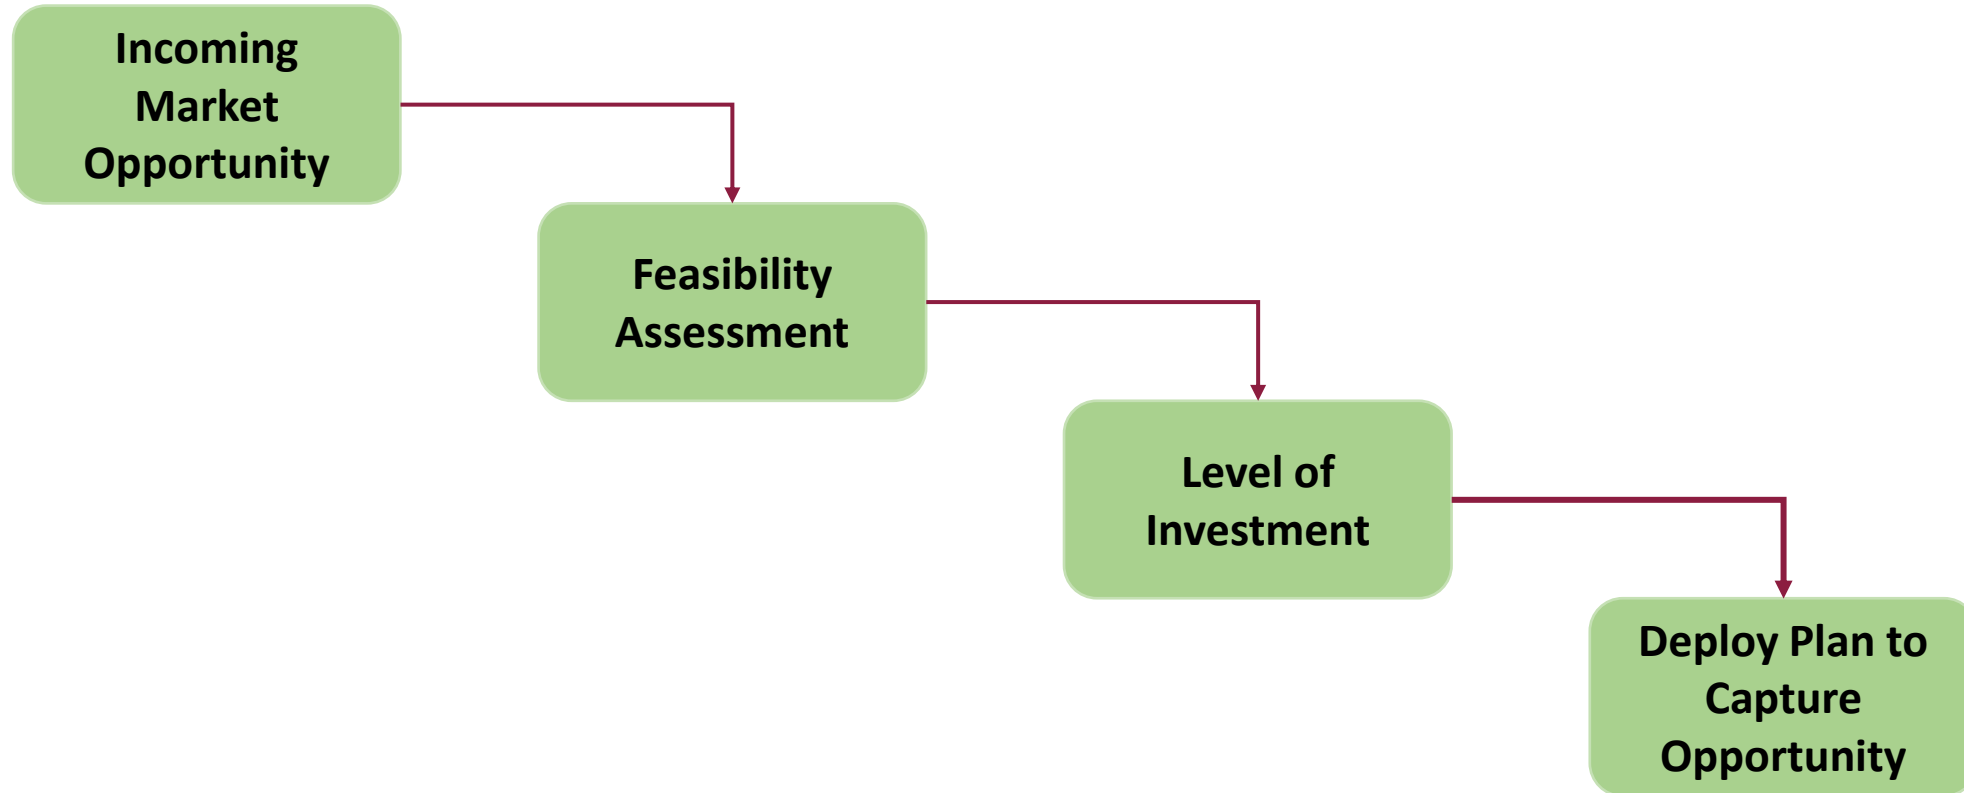 Incoming
Market
Opportunity
Feasibility
Assessment
Level of
Investment
Deploy Plan to
Capture
Opportunity